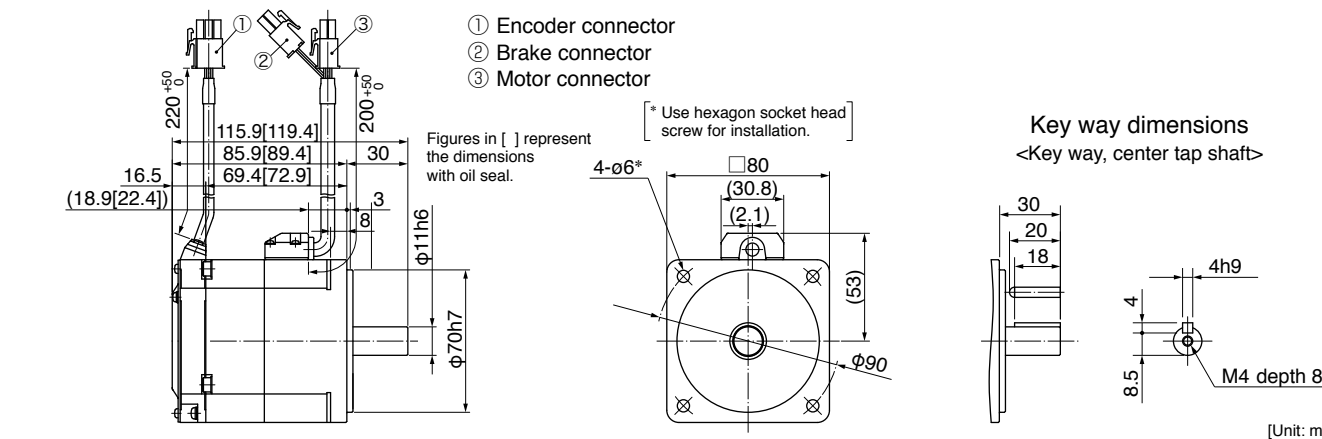 ① Encoder connector
② Brake connector
③ Motor connector
①
②
③
220 +50 0
200 +50 0
115.9[119.4]
85.9[89.4]
30
16.5
69.4[72.9]
(18.9[22.4])
3
8
ϕ11h6
ϕ70h7
Figures in [ ] represent
the dimensions
with oil seal.
[* Use hexagon socket head
screw for installation.]
4-ø6*
□80
(30.8)
(2.1)
(53)
ϕ90
Key way dimensions
<Key way, center tap shaft>
30
20
18
4h9
4
8.5
M4 depth 8
[Unit: m